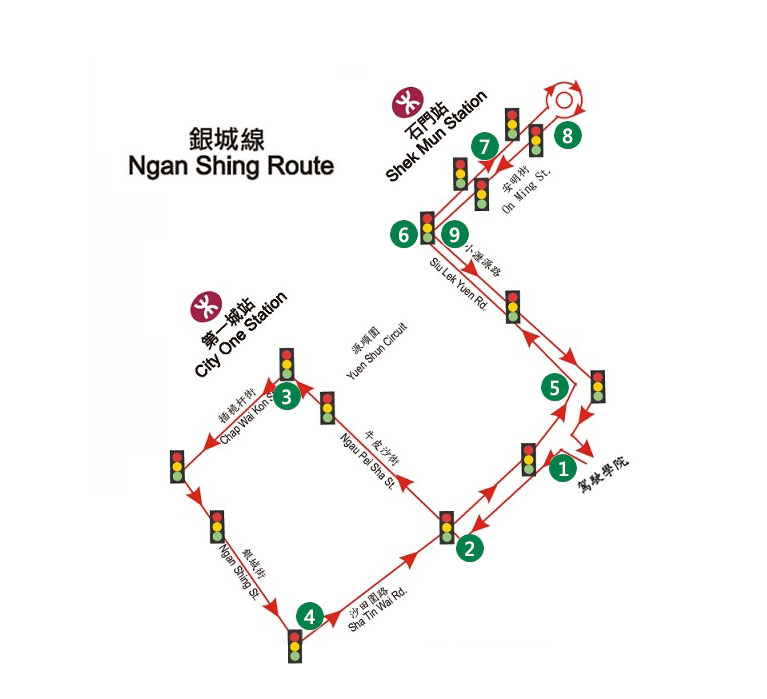 銀城線
Ngan Shing Route
石門站
Shek Mun Station
7
8
安明街
On Ming St.
6
9
小瀝源路
Siu Lek Yuen Rd.
第一城站
City One Station
源順圍
Yuen Shun Circuit
3
5
插桅杆街
Chap Wai Kon S
牛皮沙街
Ngau Pei Sha St.
1
駕駛學院
2
銀城街
Ngan Shing St.
4
沙田圍路
Sha Tin Wai Rd.